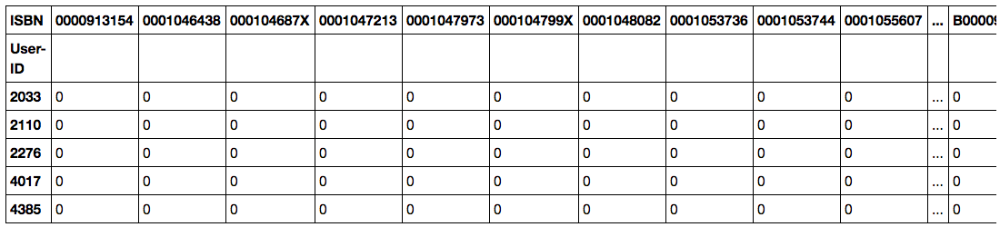 ISBN 0000913154 0001046438 000104687X 0001047213 0001047973 000104799X 0001048082 0001053736 0001053744 0001055607 ... B00009
User-
ID
2033 0 0 0 0 0 0 0 0 0 0 ... 0
2110 0 0 0 0 0 0 0 0 0 0 ... 0
2276 0 0 0 0 0 0 0 0 0 0 ... 0
4017 0 0 0 0 0 0 0 0 0 0 ... 0
4385 0 0 0 0 0 0 0 0 0 0 ... 0